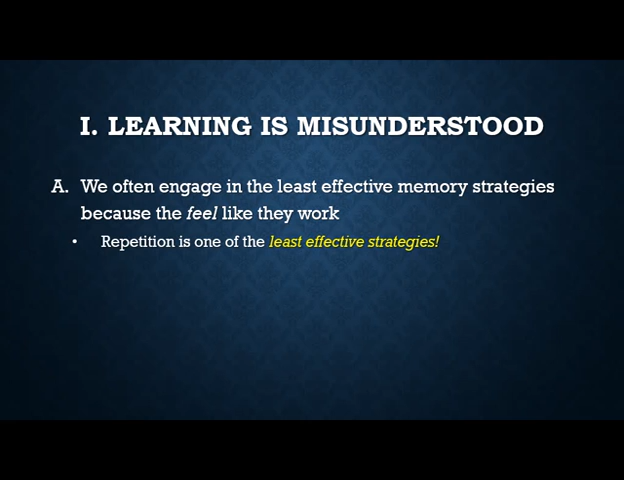 I. LEARNING IS MISUNDERSTOOD
A. We often engage in the least effective memory strategies
because the feel like they work
• Repetition is one of the least effective strategies!